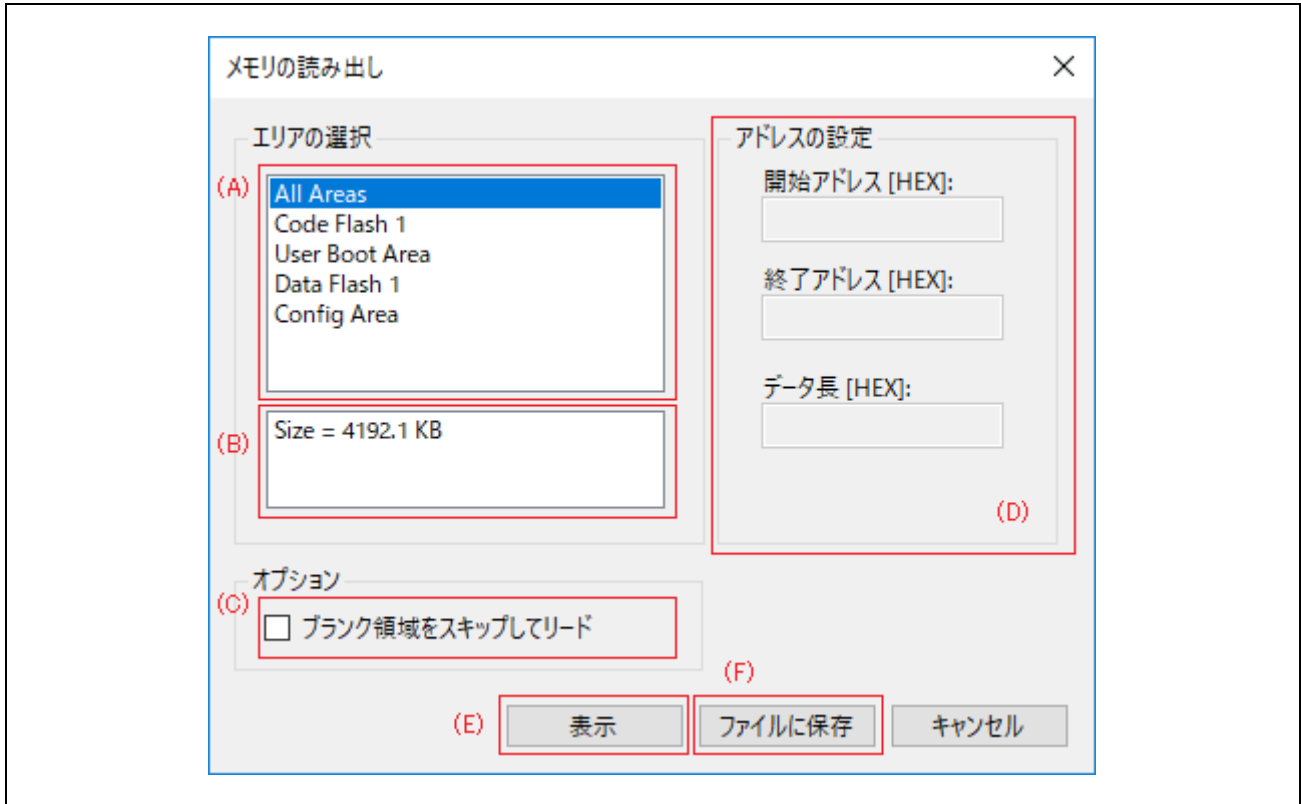 メモリの読み出し
エリアの選択
(A)
All Areas
Code Flash 1
User Boot Area
Data Flash 1
Config Area
(B)
Size = 4192.1 KB
アドレスの設定
開始アドレス [HEX]:
終了アドレス [HEX]:
データ長 [HEX]:
(D)
オプション
(C)
ブランク領域をスキップしてリード
(F)
(E)
表示
ファイルに保存
キャンセル